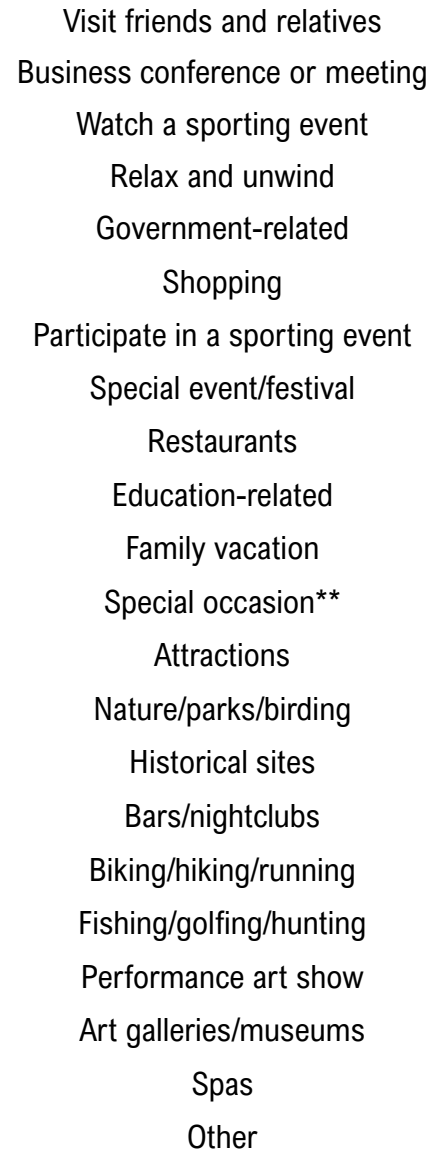 Visit friends and relatives
Business conference or meeting
Watch a sporting event
Relax and unwind
Government-related
Shopping
Participate in a sporting event
Special event/festival
Restaurants
Education-related
Family vacation
Special occasion**
Attractions
Nature/parks/birding
Historical sites
Bars/nightclubs
Biking/hiking/running
Fishing/golfing/hunting
Performance art show
Art galleries/museums
Spas
Other